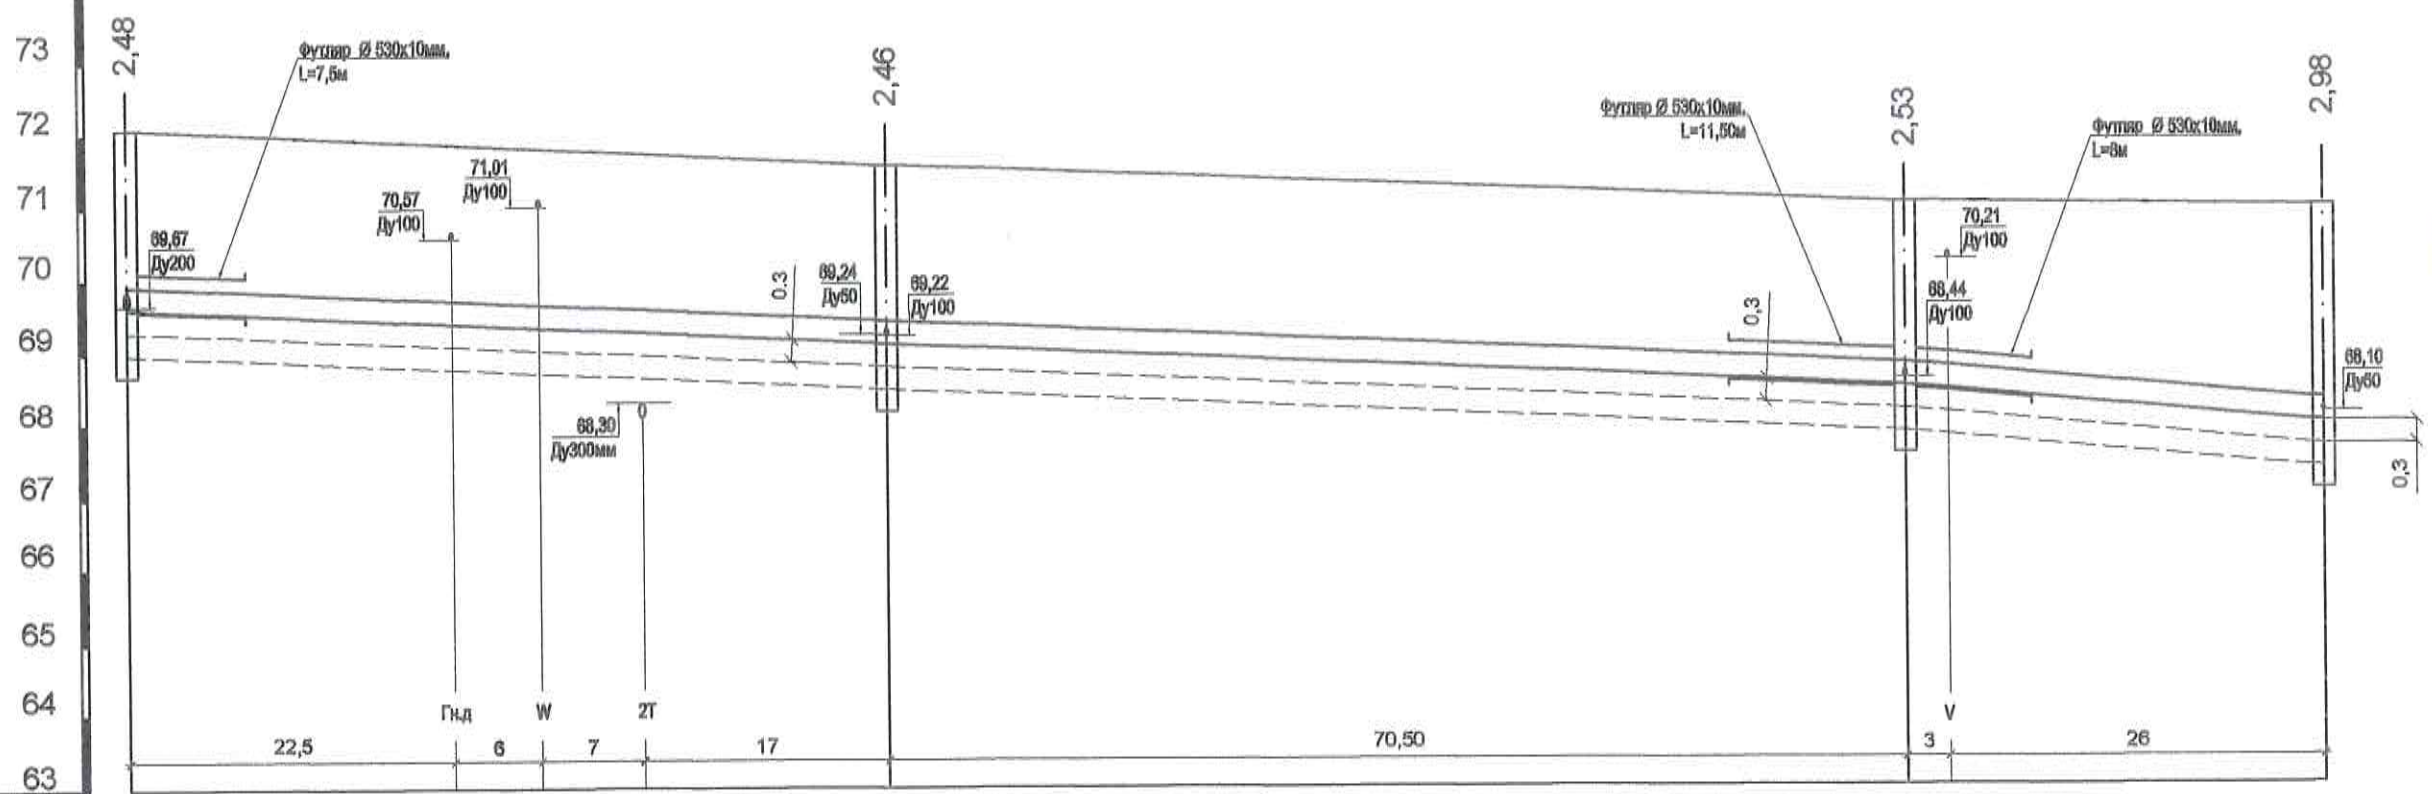 73
72
71
70
69
68
67
66
65
64
63
2,48
Футляр Ø 530х10мм.
L=7,5м
69,67
Ду200
70,57
Ду100
71,01
Ду100
68,30
Ду300мм
0.3
69,24
Ду50
2,46
69,22
Ду100
Футляр Ø 530х10мм.
L=11,50м
0,3
2,53
70,21
Ду100
68,44
Ду100
Футляр Ø 530х10мм.
L=8м
2,98
68,10
0,3
Гн.д
W
2Т
V
22,5
6
7
17
70,50
3
26